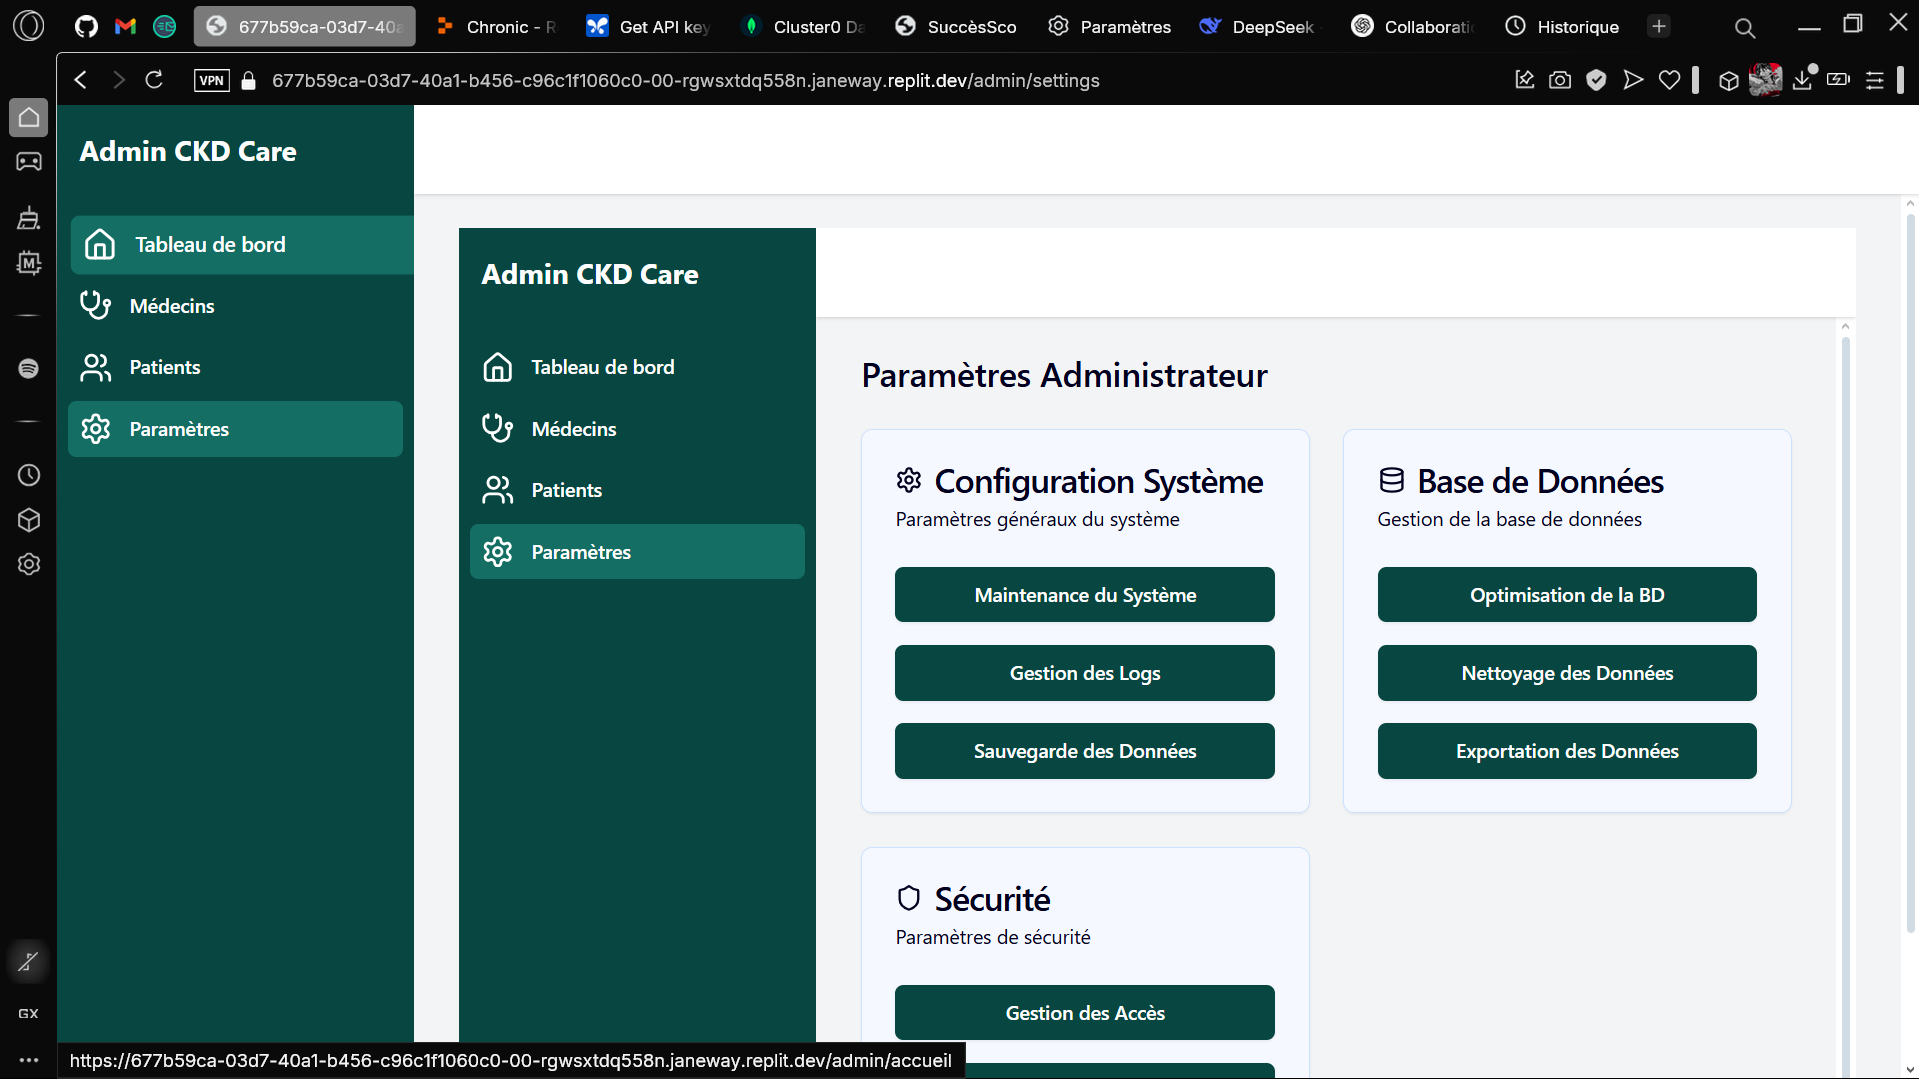 677b59ca-03d7-40a
Chronic - R
Get API key
Cluster0 Da
SuccèsSco
Paramètres
DeepSeek
Collaborati
Historique
VPN
677b59ca-03d7-40a1-b456-c96c1f1060c0-00-rgwsxtdq558n.janeway.replit.dev/admin/settings
Admin CKD Care
Tableau de bord
Médecins
Patients
Paramètres
Admin CKD Care
Tableau de bord
Médecins
Patients
Paramètres
Paramètres Administrateur
Configuration Système
Paramètres généraux du système
Maintenance du Système
Gestion des Logs
Sauvegarde des Données
Base de Données
Gestion de la base de données
Optimisation de la BD
Nettoyage des Données
Exportation des Données
Sécurité
Paramètres de sécurité
Gestion des Accès
M
GX
https://677b59ca-03d7-40a1-b456-c96c1f1060c0-00-rgwsxtdq558n.janeway.replit.dev/admin/accueil